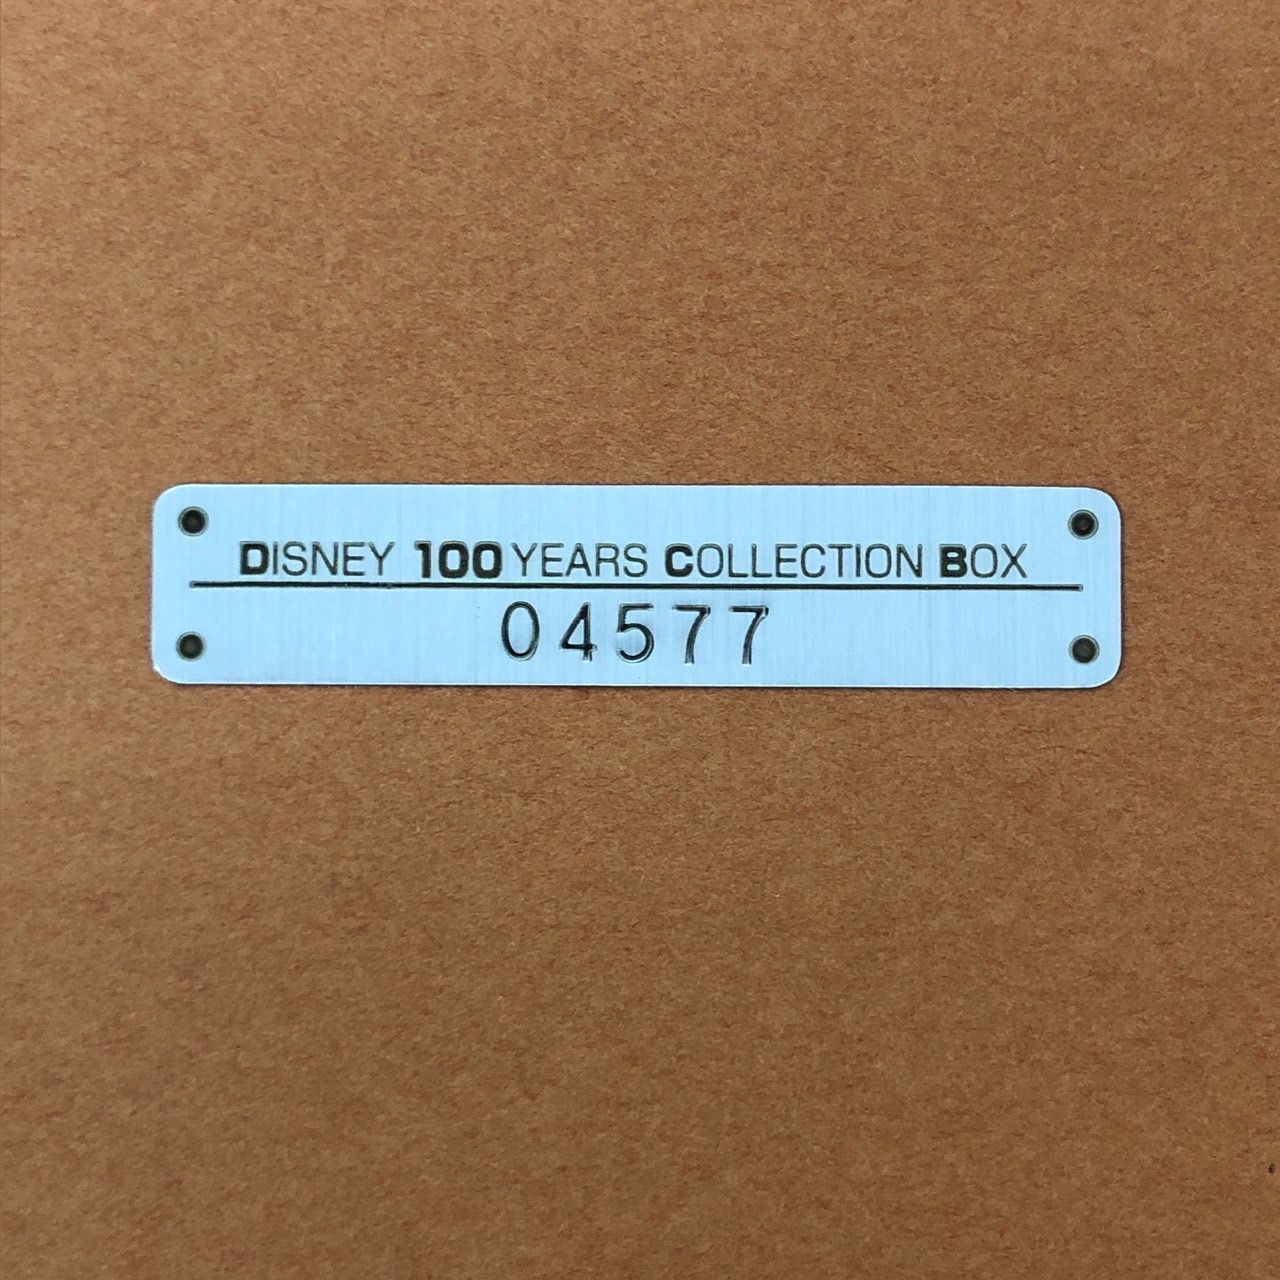 DISNEY 100 YEARS COLLECTION BOX
04577